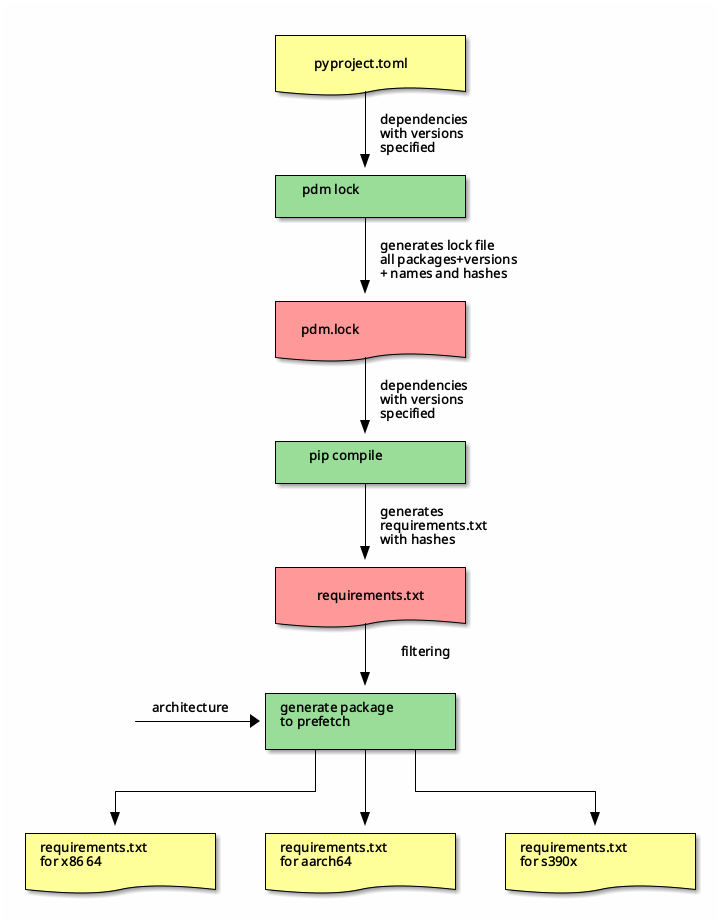 pyproject.toml
dependencies
with versions
specified
pdm lock
generates lock file
all packages+versions
+ names and hashes
pdm.lock
dependencies
with versions
specified
pip compile
generates
requirements.txt
with hashes
requirements.txt
filtering
architecture
generate package
to prefetch
requirements.txt
for x86 64
requirements.txt
for aarch64
requirements.txt
for s390x